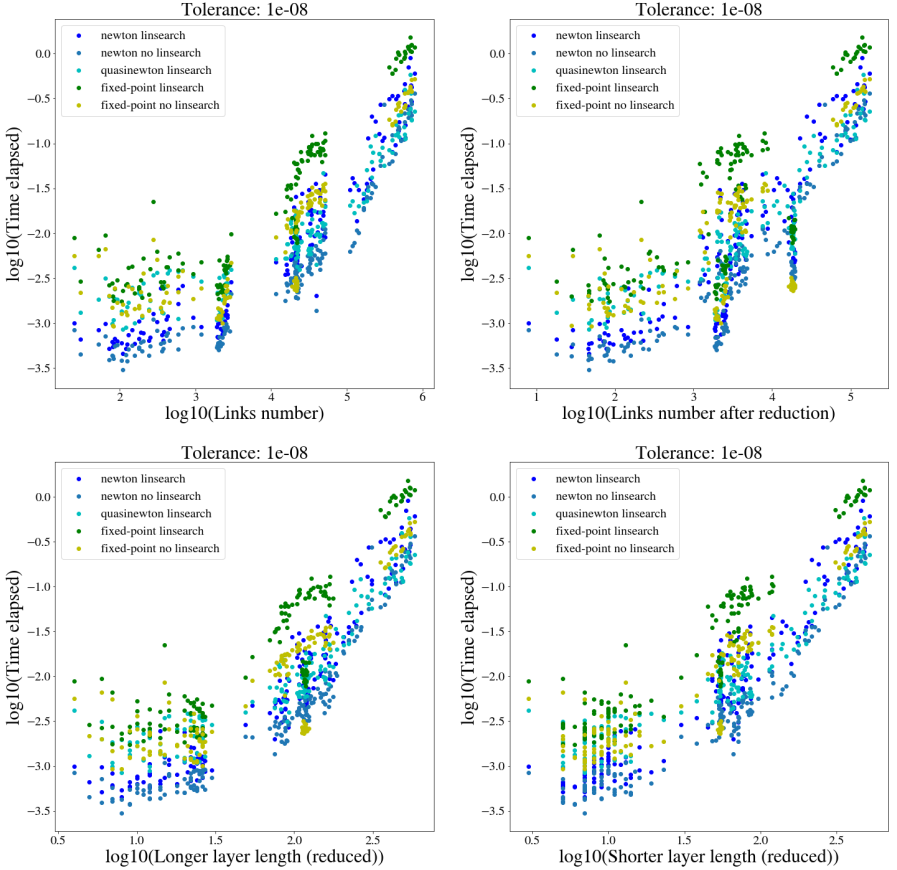 Tolerance: 1e-08
newton linsearch
newton no linsearch
quasinewton linsearch
fixed-point linsearch
fixed-point no linsearch
log10(Time elapsed)
0.0
−0.5
−1.0
−1.5
−2.0
−2.5
−3.0
−3.5
2
3
4
5
6
log10(Links number)
Tolerance: 1e-08
newton linsearch
newton no linsearch
quasinewton linsearch
fixed-point linsearch
fixed-point no linsearch
log10(Time elapsed)
0.0
−0.5
−1.0
−1.5
−2.0
−2.5
−3.0
−3.5
1
2
3
4
5
log10(Links number after reduction)
Tolerance: 1e-08
newton linsearch
newton no linsearch
quasinewton linsearch
fixed-point linsearch
fixed-point no linsearch
log10(Time elapsed)
0.0
−0.5
−1.0
−1.5
−2.0
−2.5
−3.0
−3.5
0.5
1.0
1.5
2.0
2.5
log10(Longer layer length (reduced))
Tolerance: 1e-08
newton linsearch
newton no linsearch
quasinewton linsearch
fixed-point linsearch
fixed-point no linsearch
log10(Time elapsed)
0.0
−0.5
−1.0
−1.5
−2.0
−2.5
−3.0
−3.5
0.5
1.0
1.5
2.0
2.5
log10(Shorter layer length (reduced))